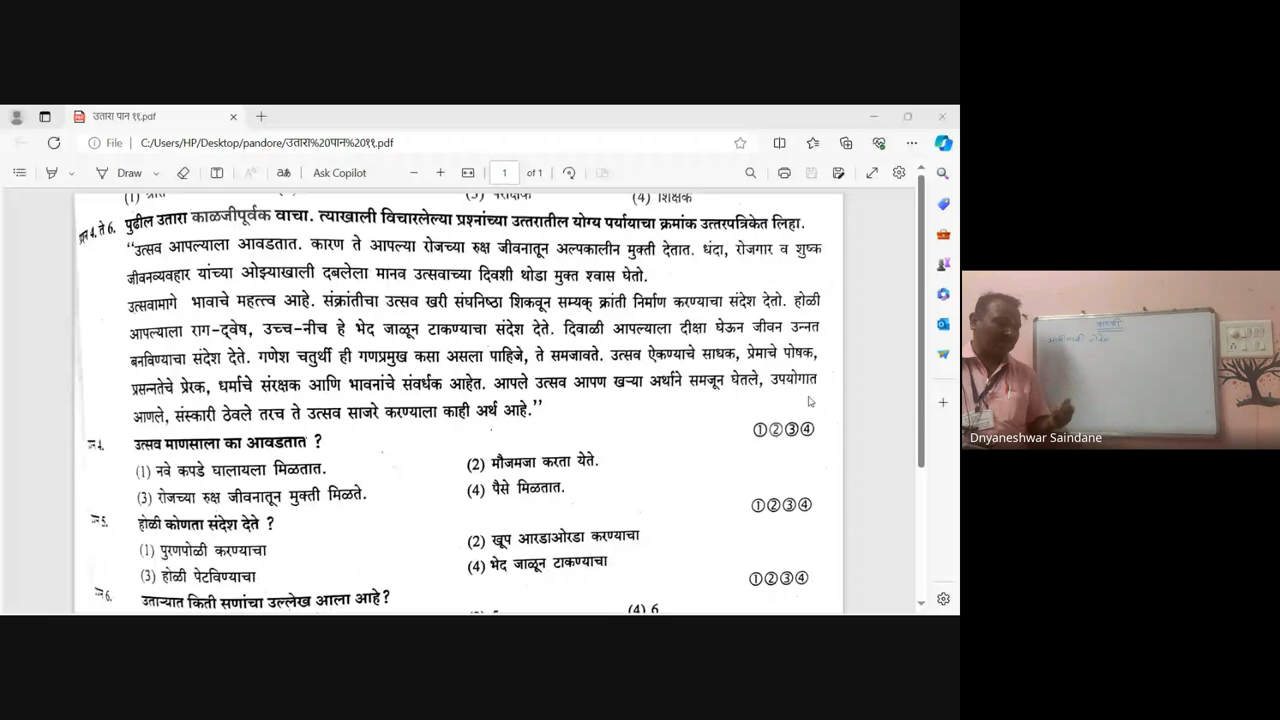 उतारा पान ११.pdf
File C:/Users/HP/Desktop/pandore/उतारा%20पान%20११.pdf
Draw Ask Copilot 1 of 1
(4) शिक्षक
प्रश्न 4. ते 6. पुढील उतारा काळजीपूर्वक वाचा. त्याखाली विचारलेल्या प्रश्नांच्या उत्तरातील योग्य पर्यायाचा क्रमांक उत्तरपत्रिकेत लिहा.
"उत्सव आपल्याला आवडतात. कारण ते आपल्या रोजच्या रुक्ष जीवनातून अल्पकालीन मुक्ती देतात. धंदा, रोजगार व शुष्क
जीवनव्यवहार यांच्या ओझ्याखाली दबलेला मानव उत्सवाच्या दिवशी थोडा मुक्त श्वास घेतो.
उत्सवामागे भावाचे महत्त्व आहे. संक्रांतीचा उत्सव खरी संघनिष्ठा शिकवून सम्यक् क्रांती निर्माण करण्याचा संदेश देतो. होळी
आपल्याला राग-द्वेष, उच्च-नीच हे भेद जाळून टाकण्याचा संदेश देते. दिवाळी आपल्याला दीक्षा घेऊन जीवन उन्नत
बनविण्याचा संदेश देते. गणेश चतुर्थी ही गणप्रमुख कसा असला पाहिजे, ते समजावते. उत्सव ऐकण्याचे साधक, प्रेमाचे पोषक,
प्रसन्नतेचे प्रेरक, धर्माचे संरक्षक आणि भावनांचे संवर्धक आहेत. आपले उत्सव आपण खऱ्या अर्थाने समजून घेतले, उपयोगात
आणले, संस्कारी ठेवले तरच ते उत्सव साजरे करण्याला काही अर्थ आहे."
①②③④
4. उत्सव माणसाला का आवडतात ?
(1) नवे कपडे घालायला मिळतात. (2) मौजमजा करता येते.
(3) रोजच्या रुक्ष जीवनातून मुक्ती मिळते. (4) पैसे मिळतात.
①②③④
5. होळी कोणता संदेश देते ?
(1) पुरणपोळी करण्याचा (2) खूप आरडाओरडा करण्याचा
(3) होळी पेटविण्याचा (4) भेद जाळून टाकण्याचा
①②③④
6. उताऱ्यात किती सणांचा उल्लेख आला आहे?
(4) 6
Dnyaneshwar Saindane